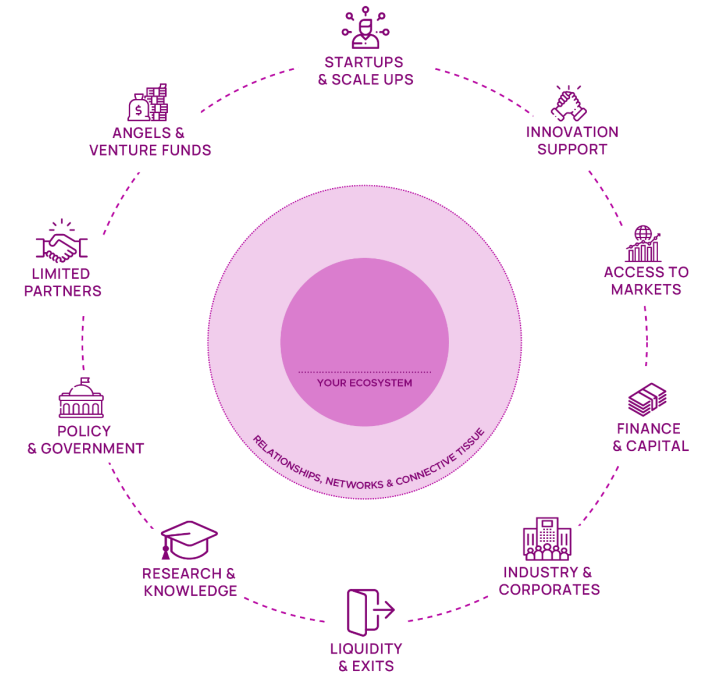 STARTUPS
& SCALE UPS
INNOVATION
SUPPORT
ACCESS TO
MARKETS
FINANCE
& CAPITAL
INDUSTRY &
CORPORATES
LIQUIDITY
& EXITS
RESEARCH &
KNOWLEDGE
POLICY
& GOVERNMENT
LIMITED
PARTNERS
ANGELS &
VENTURE FUNDS
$
YOUR ECOSYSTEM
RELATIONSHIPS, NETWORKS & CONNECTIVE TISSUE